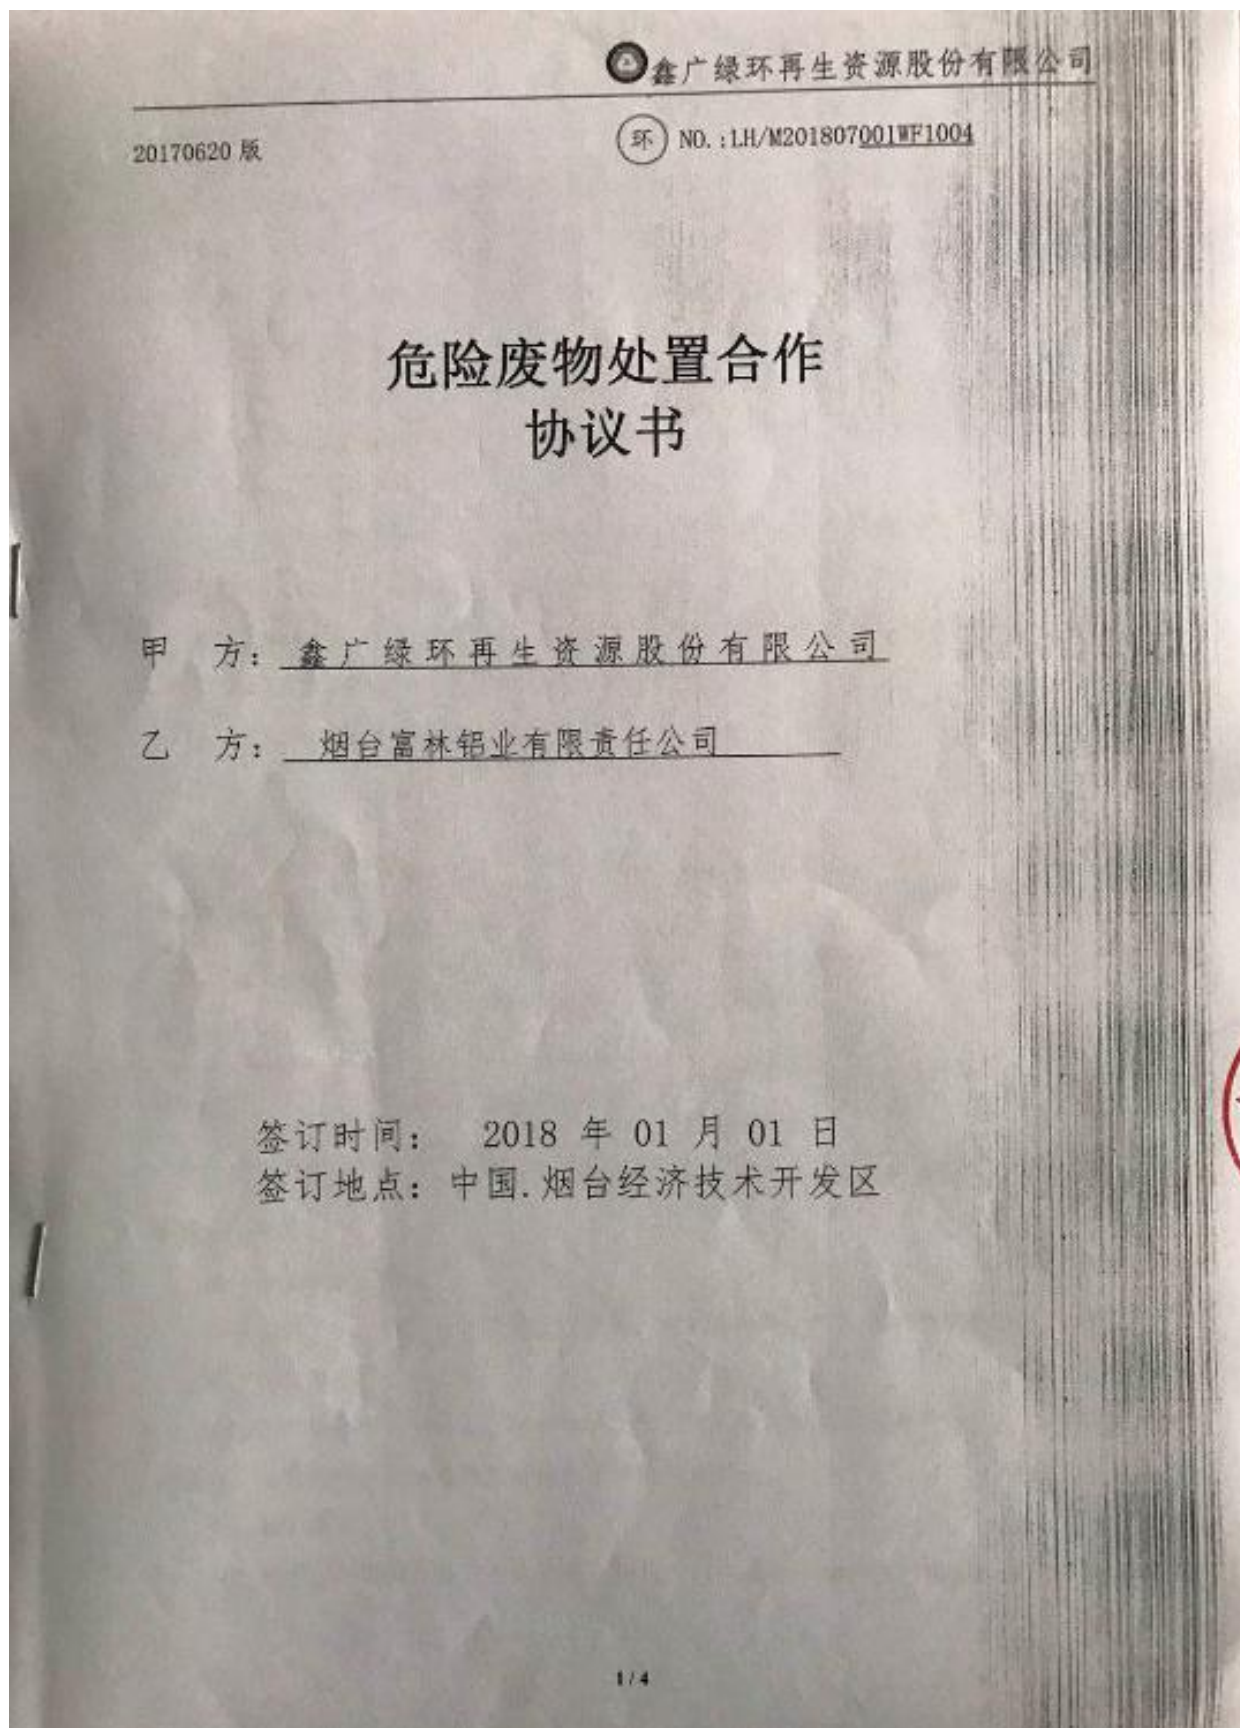 鑫广绿环再生资源股份有限公司
20170620 版
环 NO.:LH/M201807001WF1004
危险废物处置合作
协议书
甲 方: 鑫广绿环再生资源股份有限公司
乙 方: 烟台富林铝业有限责任公司
签订时间: 2018 年 01 月 01 日
签订地点: 中国.烟台经济技术开发区
1 / 4